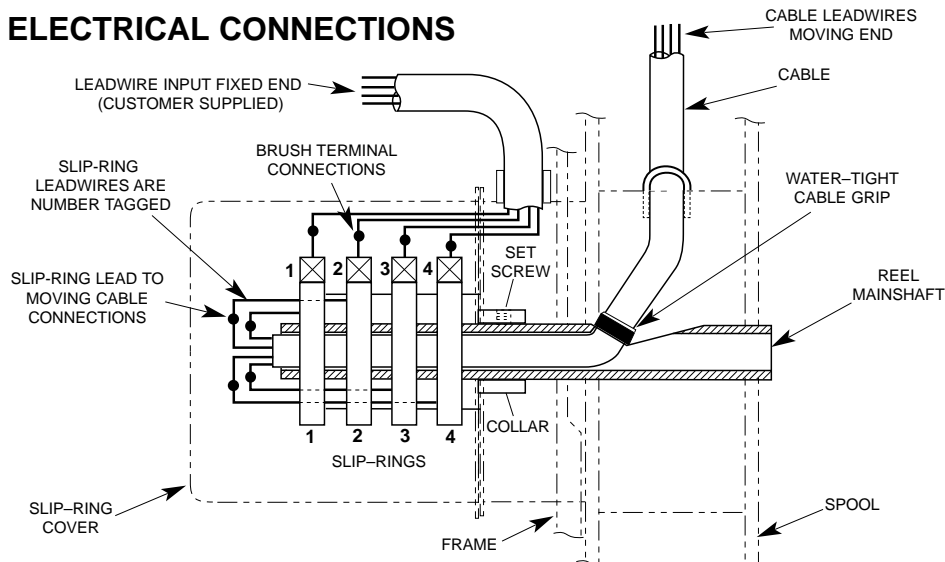 ELECTRICAL CONNECTIONS
CABLE LEADWIRES
MOVING END
LEADWIRE INPUT FIXED END
(CUSTOMER SUPPLIED)
CABLE
BRUSH TERMINAL
CONNECTIONS
SLIP-RING
LEADWIRES ARE
NUMBER TAGGED
WATER–TIGHT
CABLE GRIP
SET
SCREW
1 2 3 4
SLIP-RING LEAD TO
MOVING CABLE
CONNECTIONS
REEL
MAINSHAFT
COLLAR
1 2 3 4
SLIP–RINGS
SLIP–RING
COVER
SPOOL
FRAME